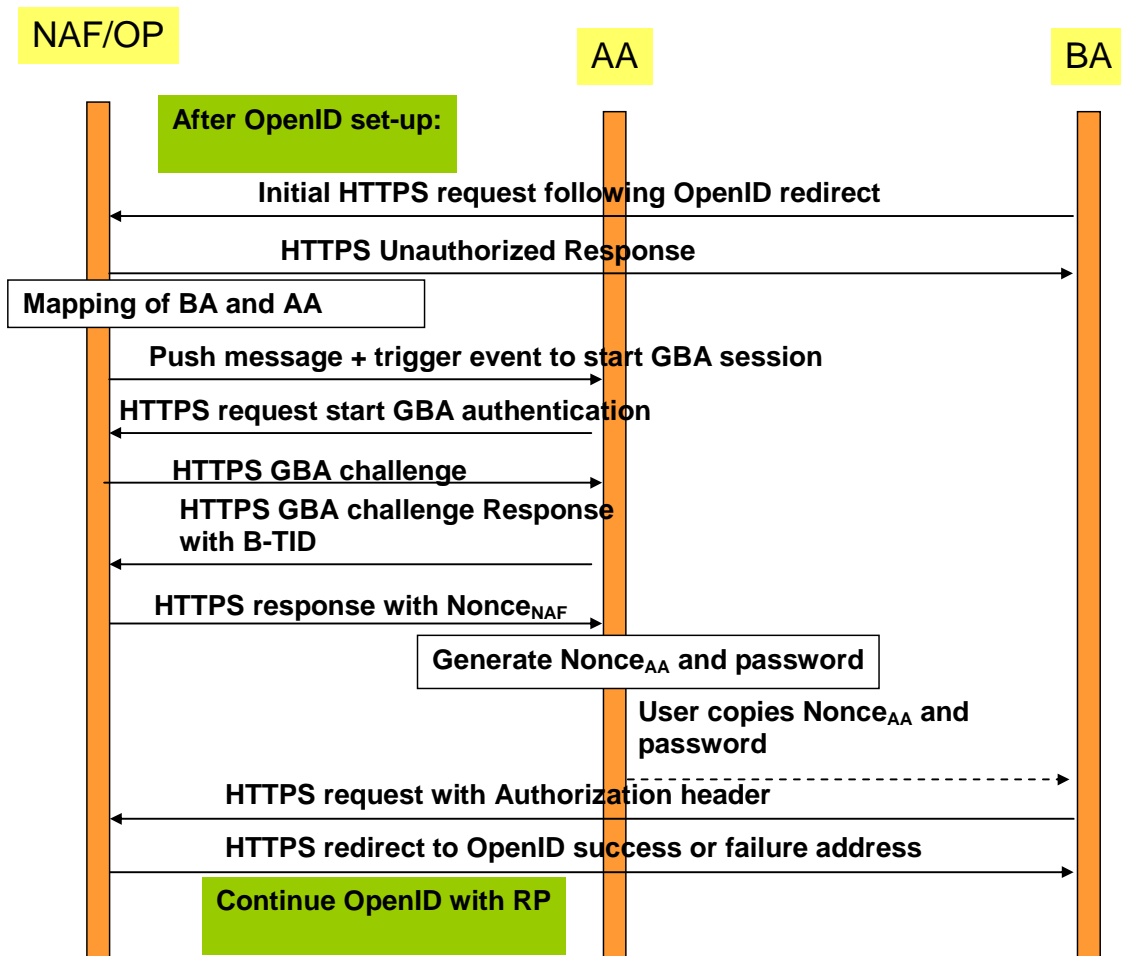 NAF/OP
AA
BA
After OpenID set-up:
Initial HTTPS request following OpenID redirect
HTTPS Unauthorized Response
Mapping of BA and AA
Push message + trigger event to start GBA session
HTTPS request start GBA authentication
HTTPS GBA challenge
HTTPS GBA challenge Response
with B-TID
HTTPS response with NonceNAF
Generate NonceAA and password
User copies NonceAA and
password
HTTPS request with Authorization header
HTTPS redirect to OpenID success or failure address
Continue OpenID with RP